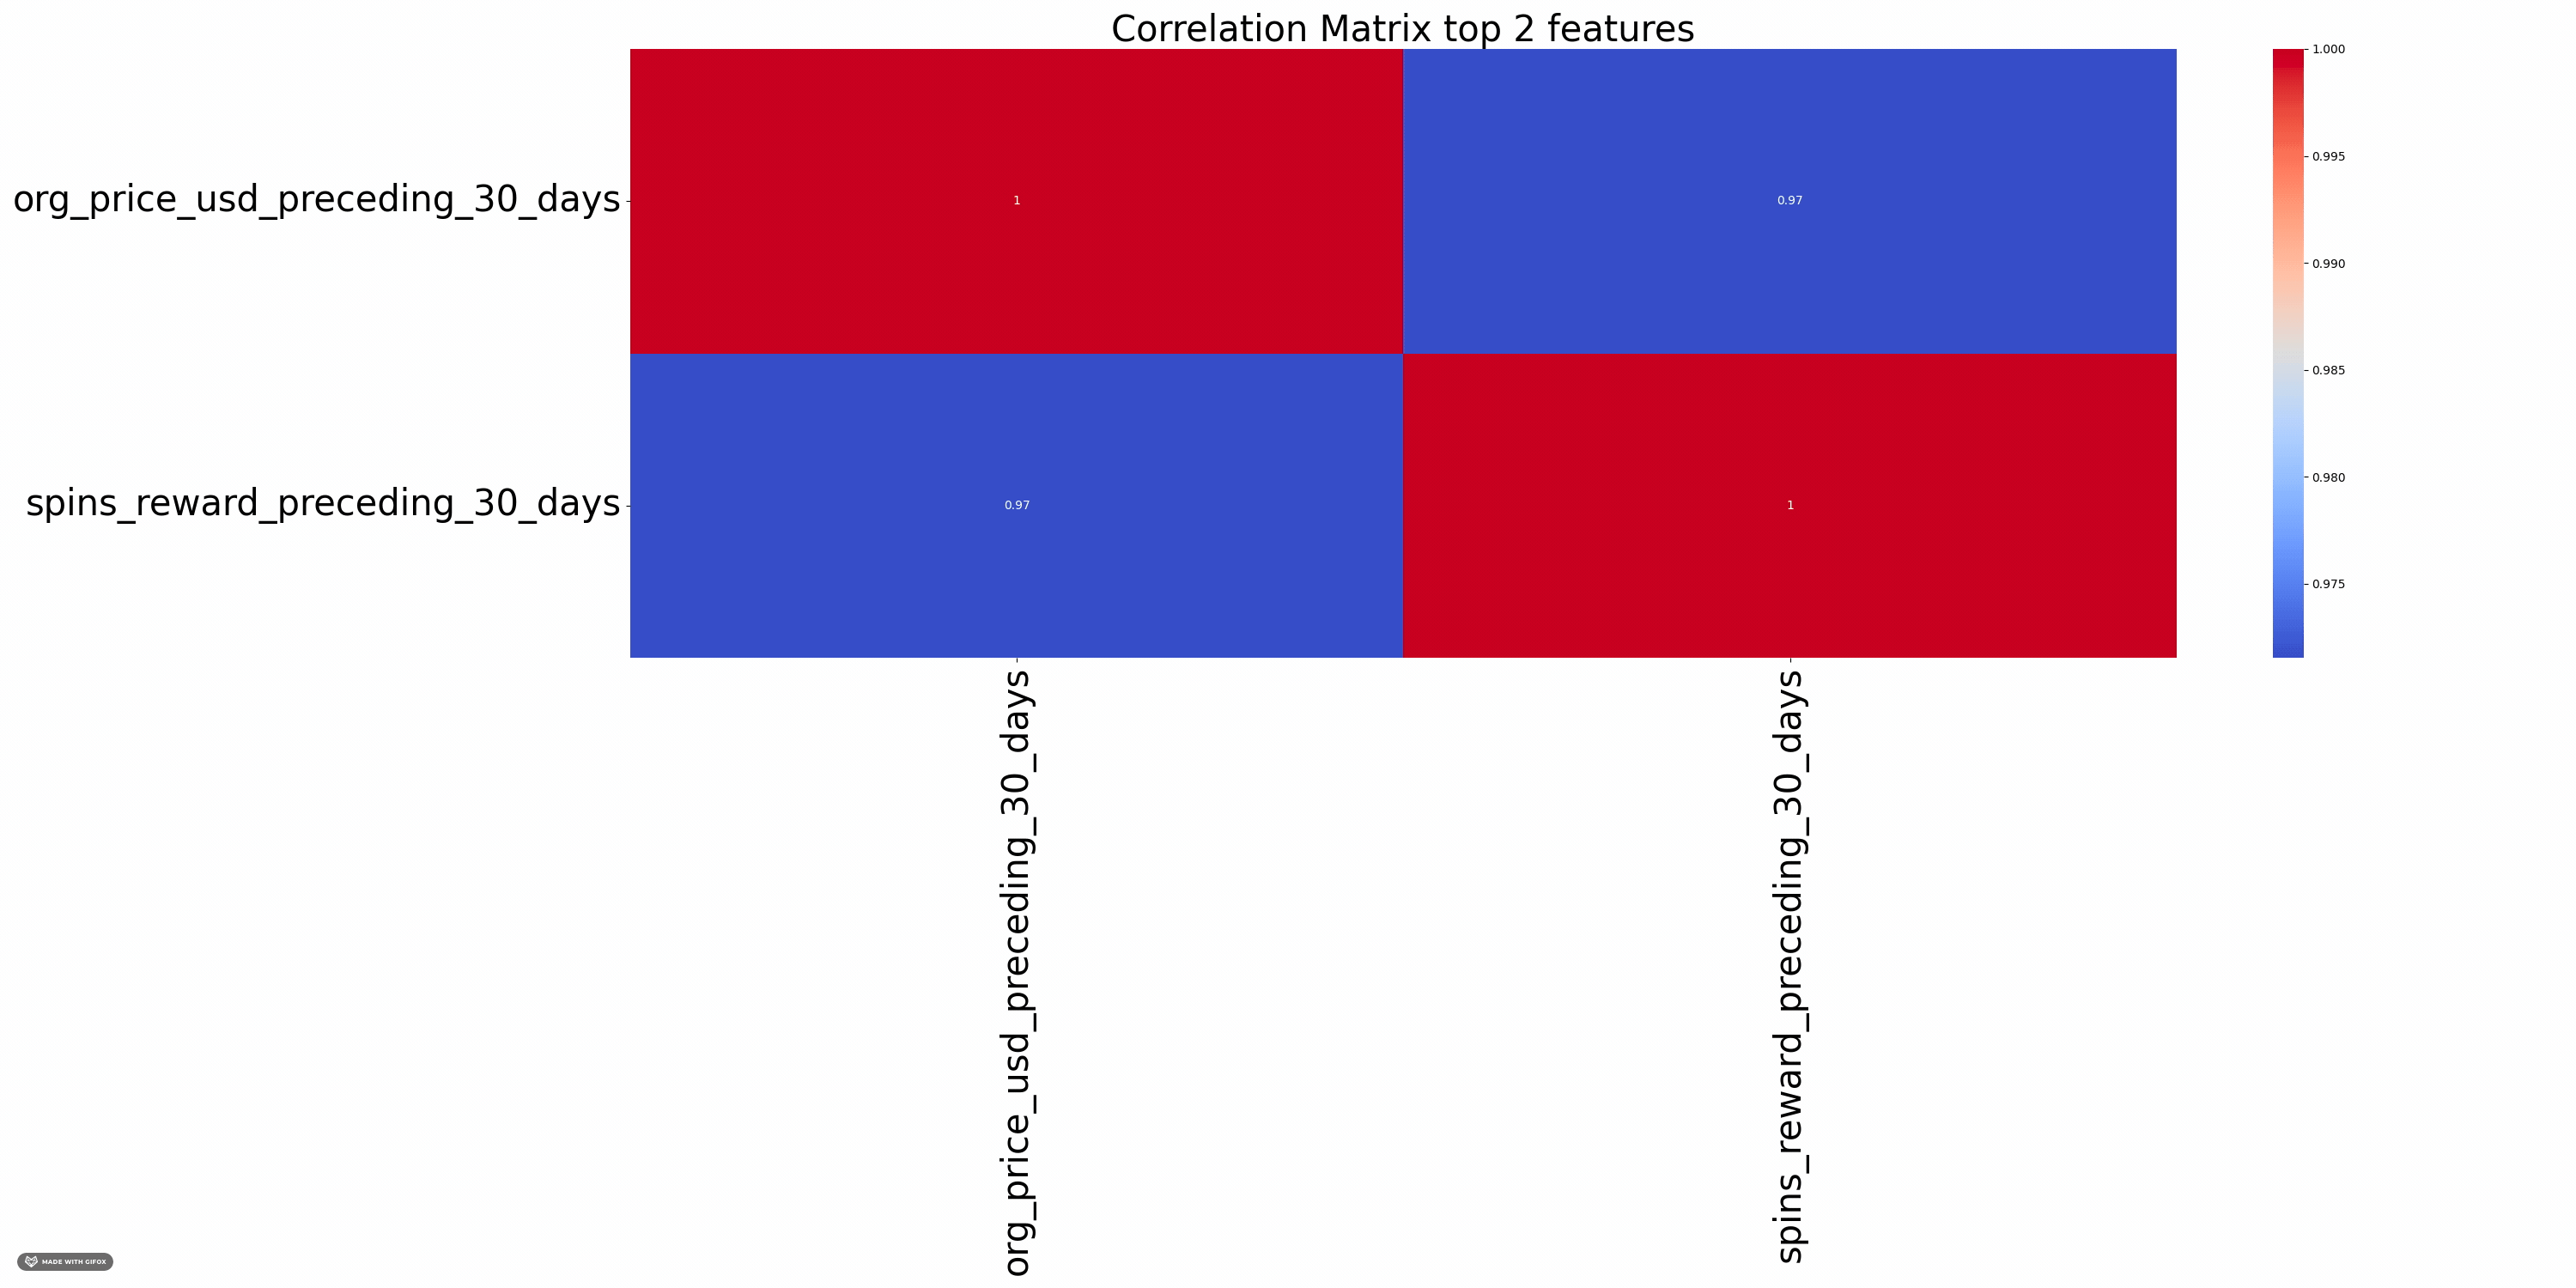 Correlation Matrix top 2 features
org_price_usd_preceding_30_days
1
0.97
spins_reward_preceding_30_days
0.97
1
org_price_usd_preceding_30_days
spins_reward_preceding_30_days
1.000
0.995
0.990
0.985
0.980
0.975
MADE WITH GIFOX